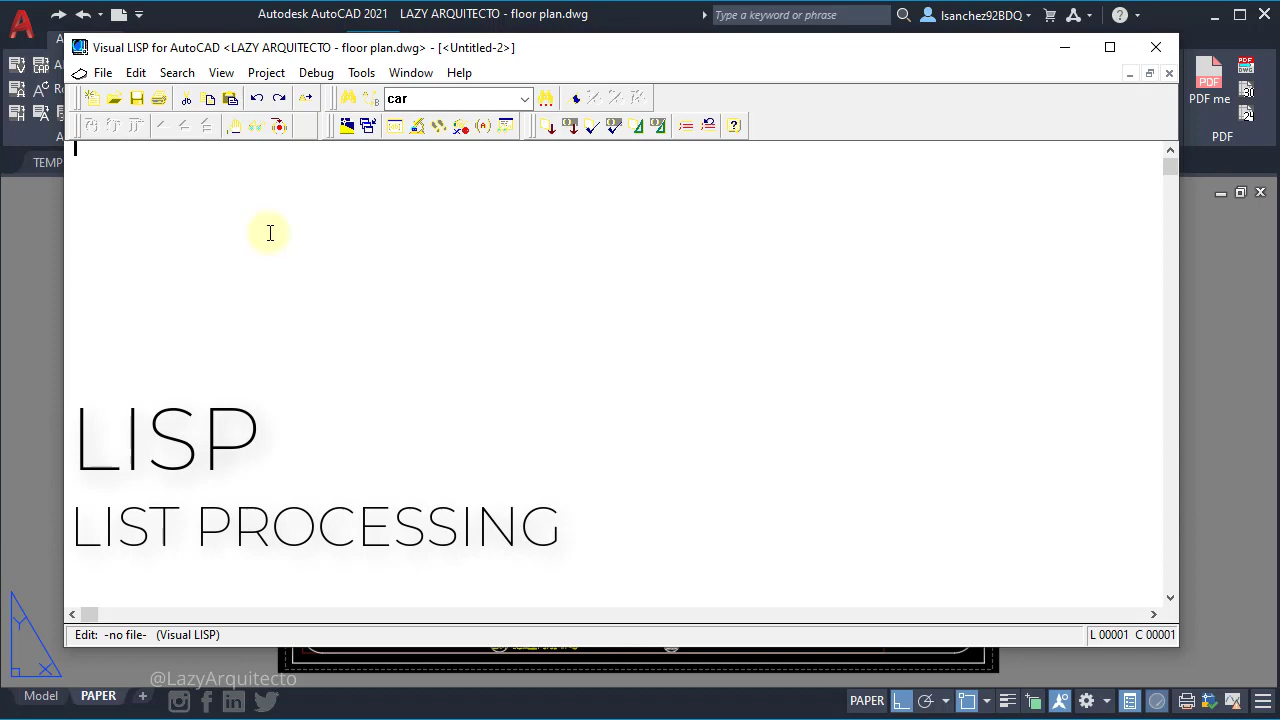 Autodesk AutoCAD 2021 LAZY ARQUITECTO - floor plan.dwg
Type a keyword or phrase
lsanchez92BDQ
Visual LISP for AutoCAD <LAZY ARQUITECTO - floor plan.dwg> - [<Untitled-2>]
File Edit Search View Project Debug Tools Window Help
car
PDF me
PDF
TEMP
LISP
LIST PROCESSING
Edit: -no file- (Visual LISP)
L 00001 C 00001
@LazyArquitecto
Model PAPER
PAPER